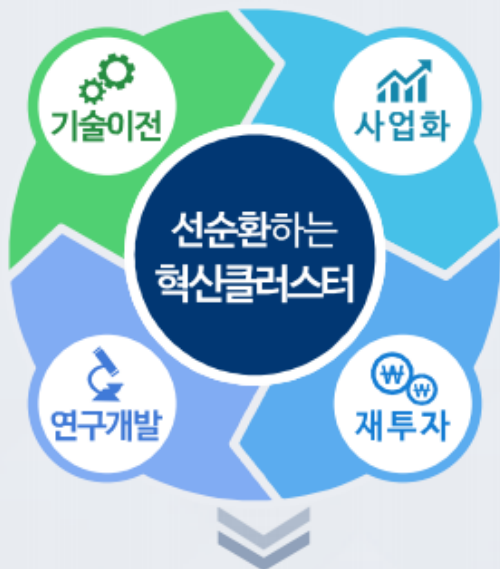 기술이전
사업화
선순환하는
혁신클러스터
연구개발
재투자
₩
₩